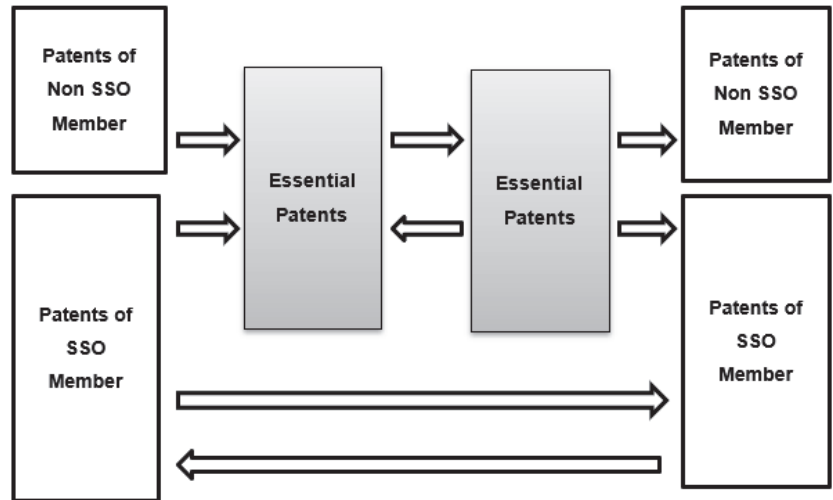 Patents of
Non SSO
Member
Essential
Patents
Essential
Patents
Patents of
Non SSO
Member
Patents of
SSO
Member
Patents of
SSO
Member